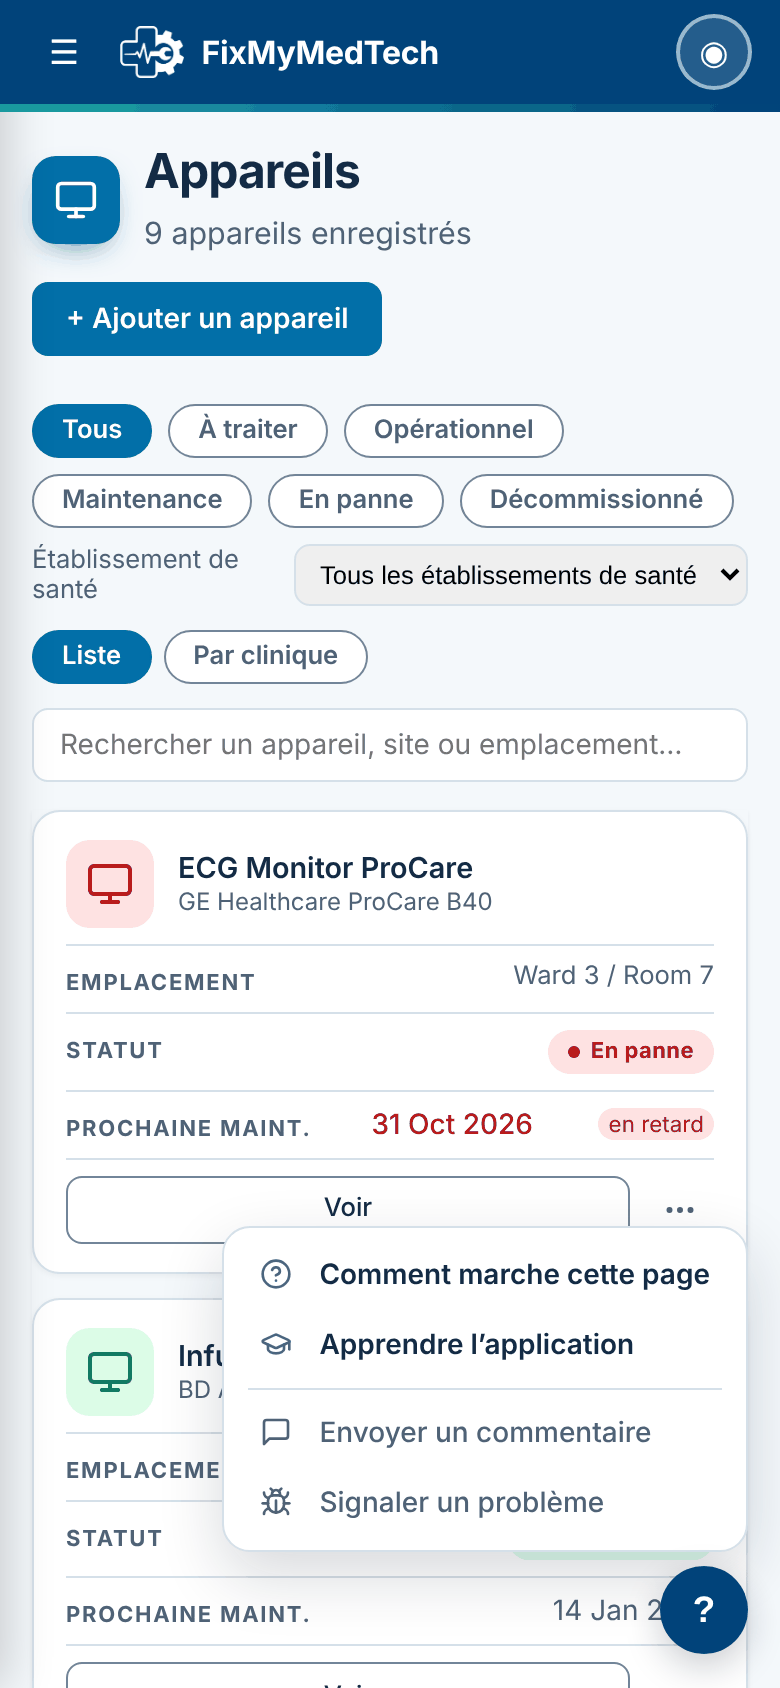 FixMyMedTech
Appareils
9 appareils enregistrés
+ Ajouter un appareil
Tous
À traiter
Opérationnel
Maintenance
En panne
Décommissionné
Établissement de santé
Tous les établissements de santé
Liste
Par clinique
Rechercher un appareil, site ou emplacement...
ECG Monitor ProCare
GE Healthcare ProCare B40
EMPLACEMENT
Ward 3 / Room 7
STATUT
En panne
PROCHAINE MAINT.
31 Oct 2026
en retard
Voir
...
Comment marche cette page
Apprendre l’application
Envoyer un commentaire
Signaler un problème
BD
STATUT
PROCHAINE MAINT.
14 Jan
?